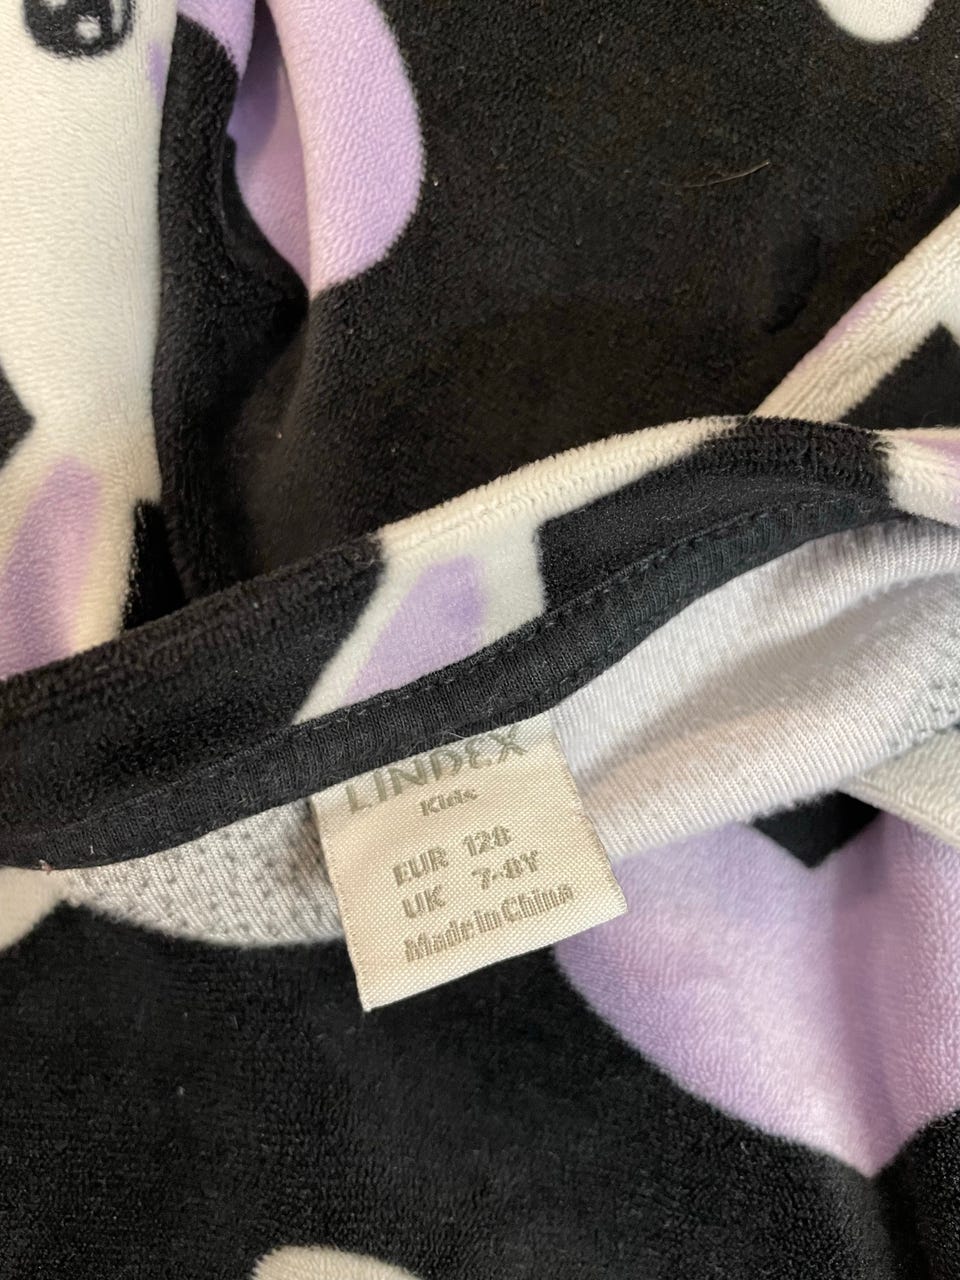 LINDEX
Kids
EUR 128
UK 7-8Y
Made in China